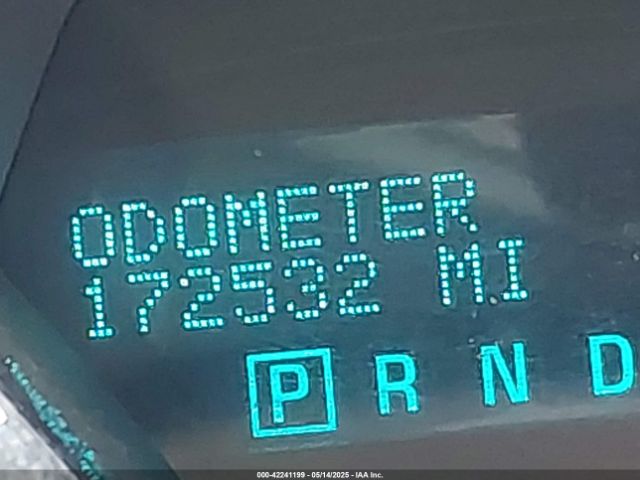 ODOMETER
172532 MI
P R N D
000-42241199 - 05/14/2025 - IAA Inc.